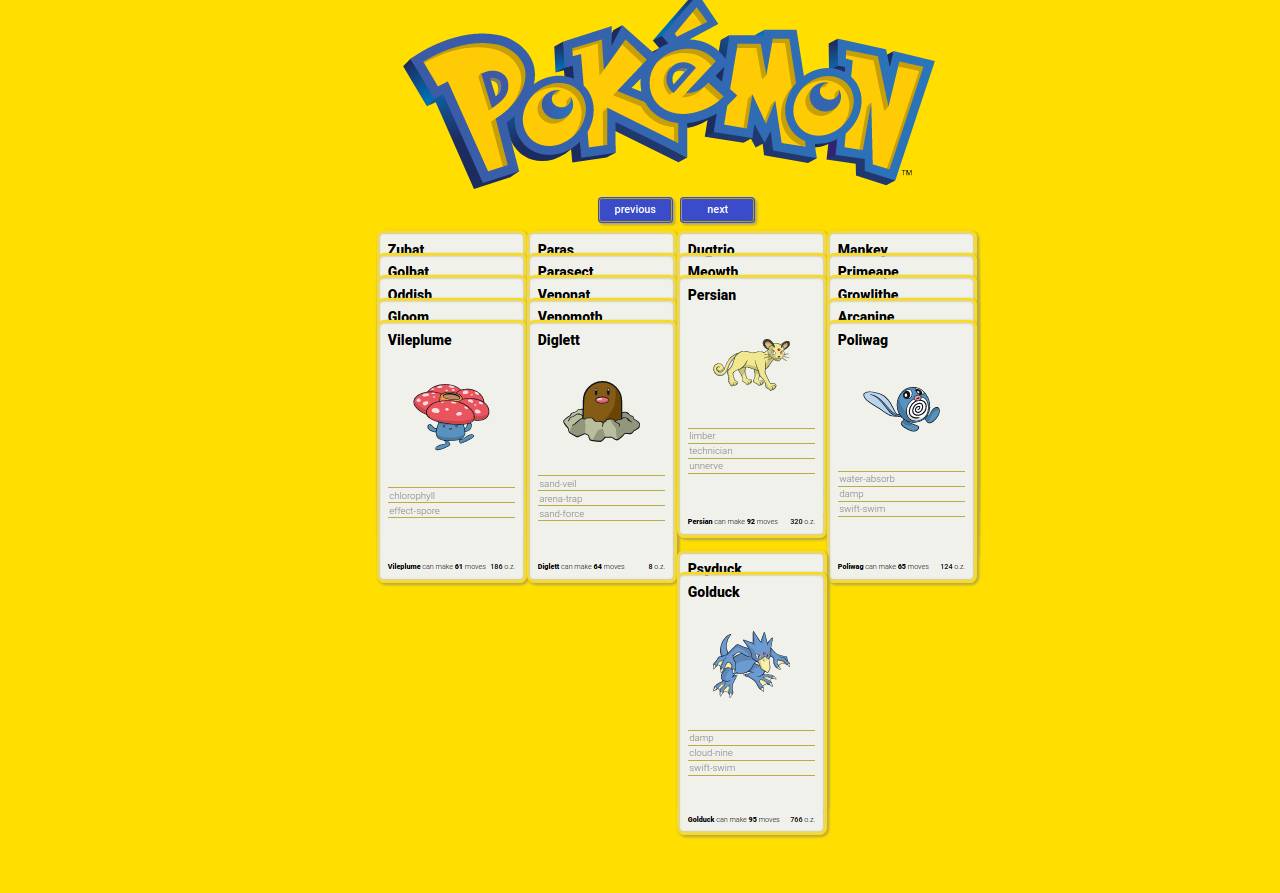 POKéMON
TM
previous
next
Zubat
Golbat
Oddish
Gloom
Vileplume
chlorophyll
effect-spore
Vileplume can make 61 moves 186 o.z.
Paras
Parasect
Venonat
Venomoth
Diglett
sand-veil
arena-trap
sand-force
Diglett can make 64 moves 8 o.z.
Dugtrio
Meowth
Persian
limber
technician
unnerve
Persian can make 92 moves 320 o.z.
Psyduck
Golduck
damp
cloud-nine
swift-swim
Golduck can make 95 moves 766 o.z.
Mankey
Primeape
Growlithe
Arcanine
Poliwag
water-absorb
damp
swift-swim
Poliwag can make 65 moves 124 o.z.